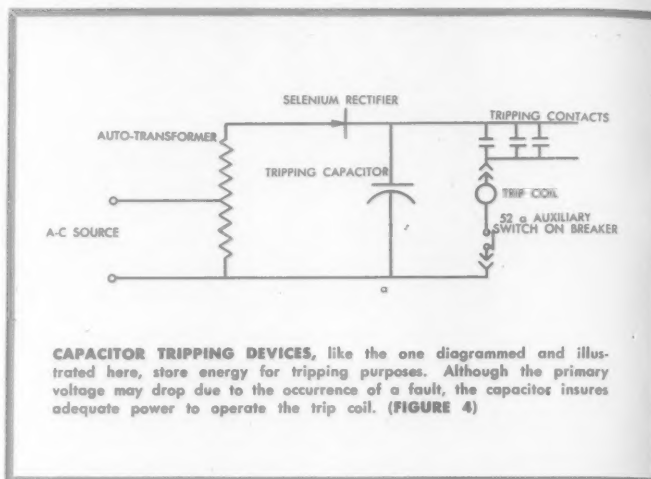 SELENIUM RECTIFIER
TRIPPING CONTACTS
AUTO-TRANSFORMER
TRIPPING CAPACITOR
TRIP COIL
52 a AUXILIARY
SWITCH ON BREAKER
A-C SOURCE
a
CAPACITOR TRIPPING DEVICES, like the one diagrammed and illus-
trated here, store energy for tripping purposes. Although the primary
voltage may drop due to the occurrence of a fault, the capacitor insures
adequate power to operate the trip coil. (FIGURE 4)